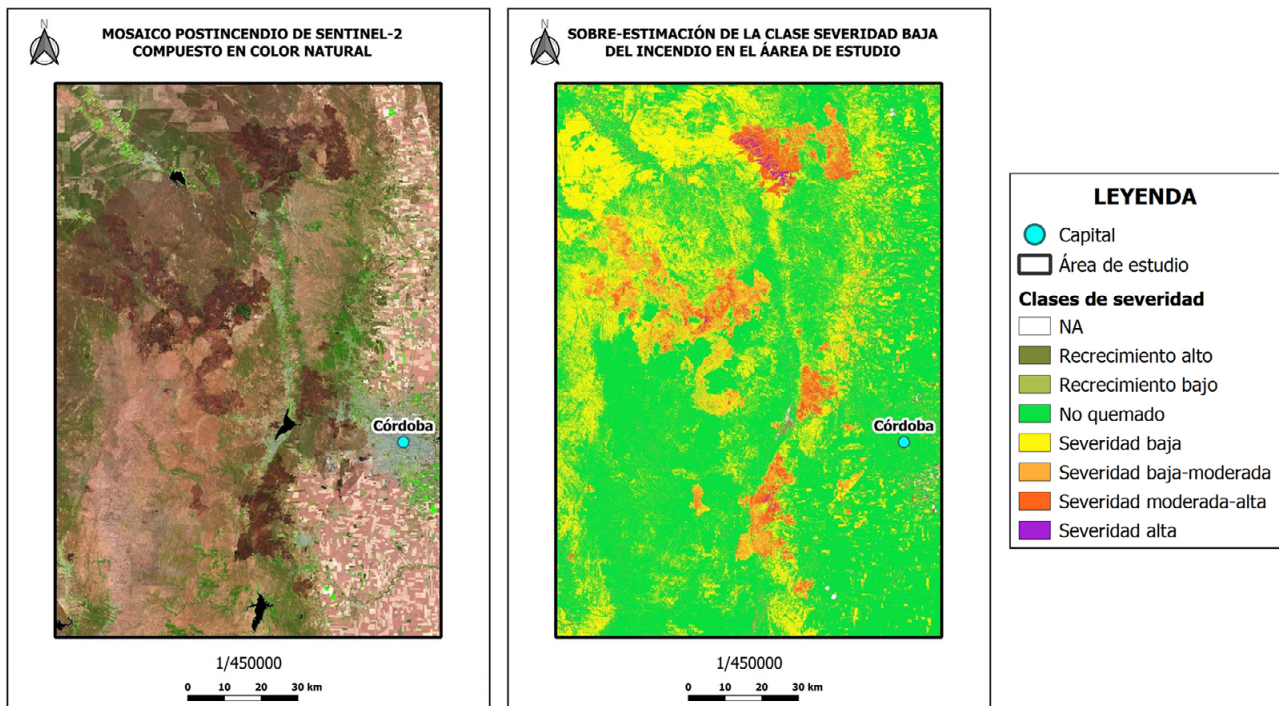 N
MOSAICO POSTINCENDIO DE SENTINEL-2
COMPUESTO EN COLOR NATURAL
Córdoba
1/450000
0 10 20 30 km
N
SOBRE-ESTIMACIÓN DE LA CLASE SEVERIDAD BAJA
DEL INCENDIO EN EL ÁAREA DE ESTUDIO
Córdoba
1/450000
0 10 20 30 km
LEYENDA
Capital
Área de estudio
Clases de severidad
NA
Recrecimiento alto
Recrecimiento bajo
No quemado
Severidad baja
Severidad baja-moderada
Severidad moderada-alta
Severidad alta